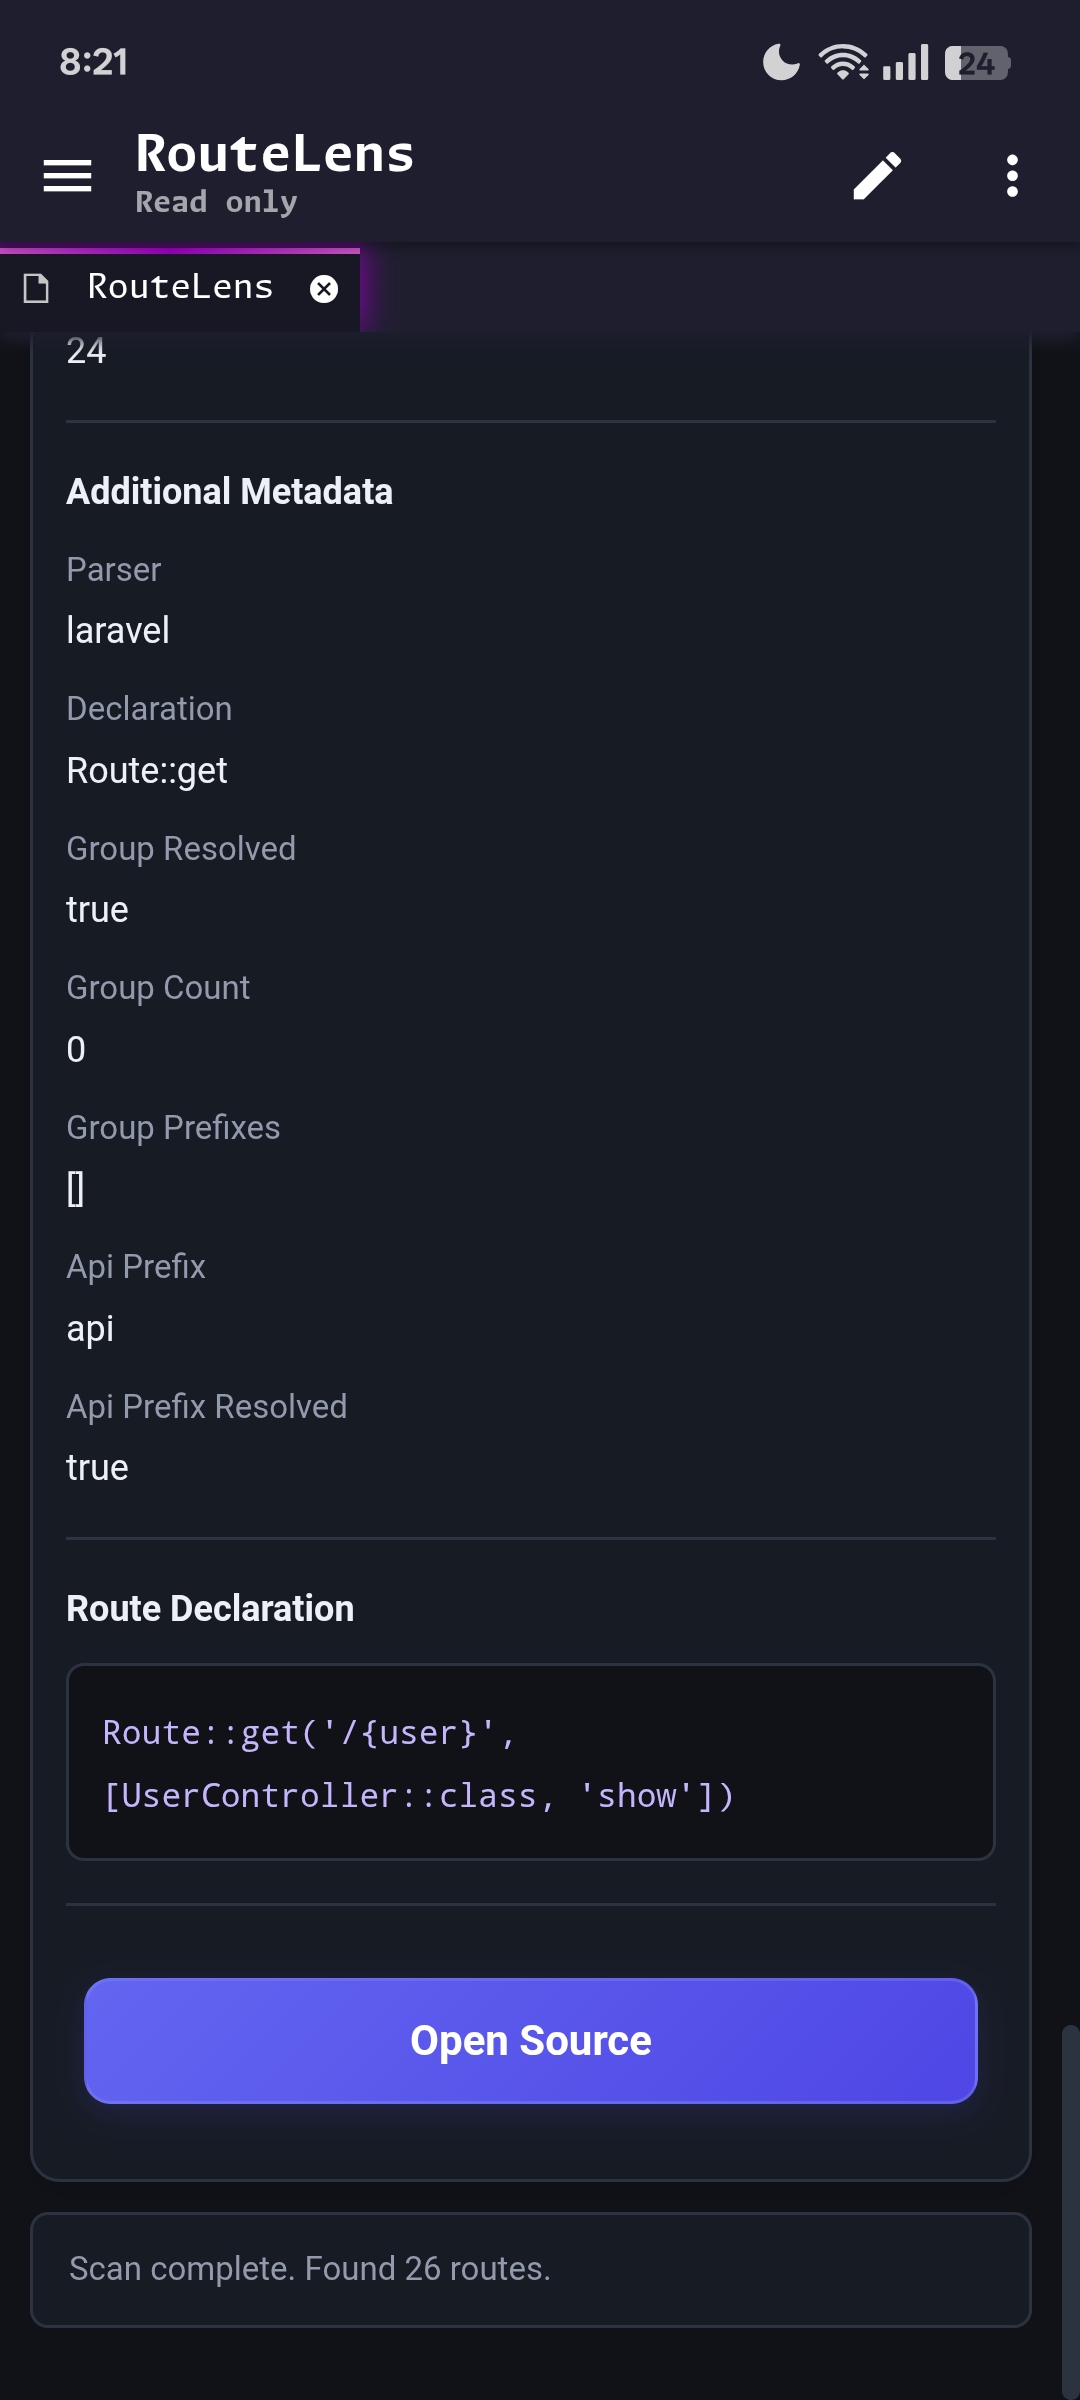 8:21
24
RouteLens
Read only
RouteLens
24
Additional Metadata
Parser
laravel
Declaration
Route::get
Group Resolved
true
Group Count
0
Group Prefixes
[]
Api Prefix
api
Api Prefix Resolved
true
Route Declaration
Route::get('/{user}',
[UserController::class, 'show'])
Open Source
Scan complete. Found 26 routes.